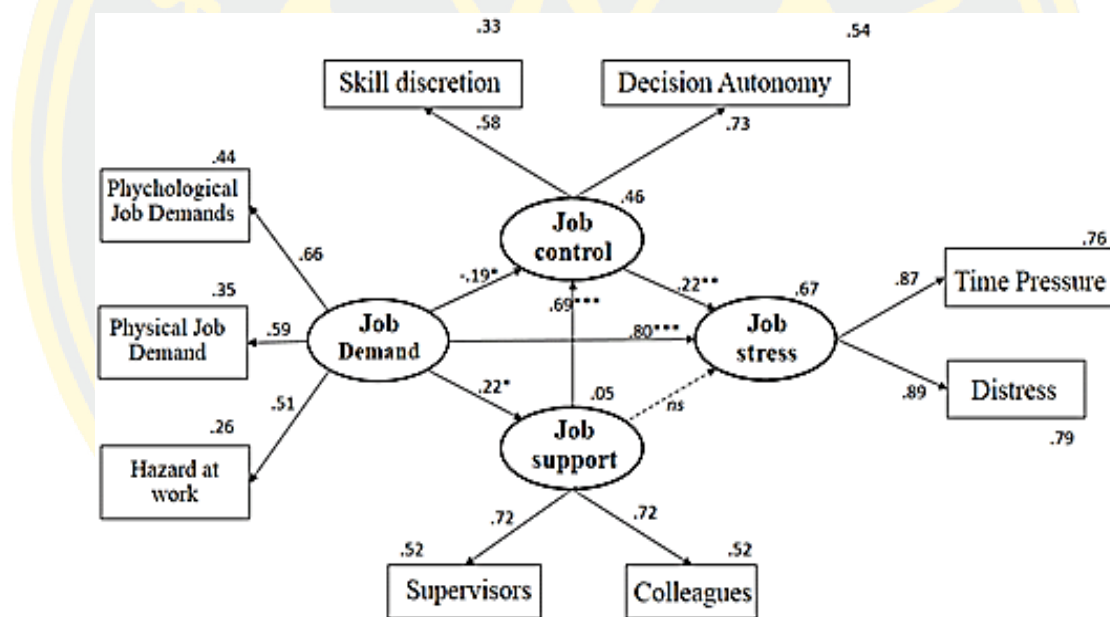 .33
.54
Skill discretion
Decision Autonomy
.58
.73
.44
Phychological
Job Demands
.66
.46
Job
control
.76
Time Pressure
.87
-.19*
.22**
.35
Physical Job
Demand
.59
Job
Demand
.69***
.80***
.67
Job
stress
.22*
.05
ns
.89
Distress
.79
.51
.26
Hazard at
work
Job
support
.72
.72
.52
Supervisors
.52
Colleagues